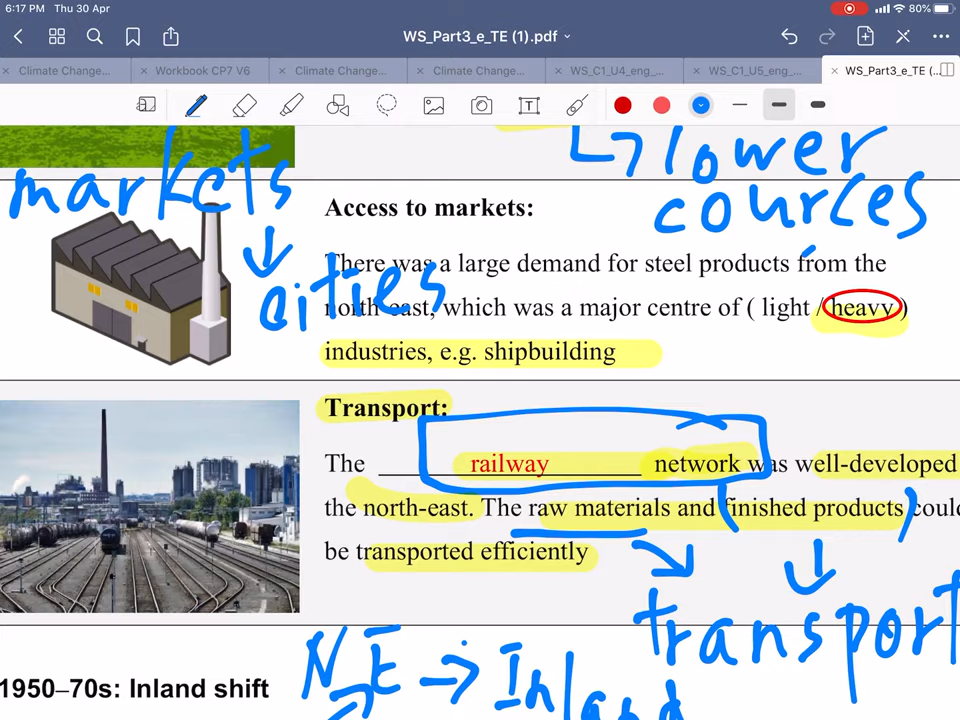 6:17 PM Thu 30 Apr
80%
WS_Part3_e_TE (1).pdf
Climate Change...
Workbook CP7 V6
Climate Change...
Climate Change...
WS_C1_U4_eng_...
WS_C1_U5_eng_...
WS_Part3_e_TE (...
T
markets
↓
cities
↳ lower
cources
Access to markets:
There was a large demand for steel products from the
north-east, which was a major centre of ( light / heavy )
industries, e.g. shipbuilding
Transport:
The railway network was well-developed
the north-east. The raw materials and finished products could
be transported efficiently
transport
NE → Inland
1950–70s: Inland shift